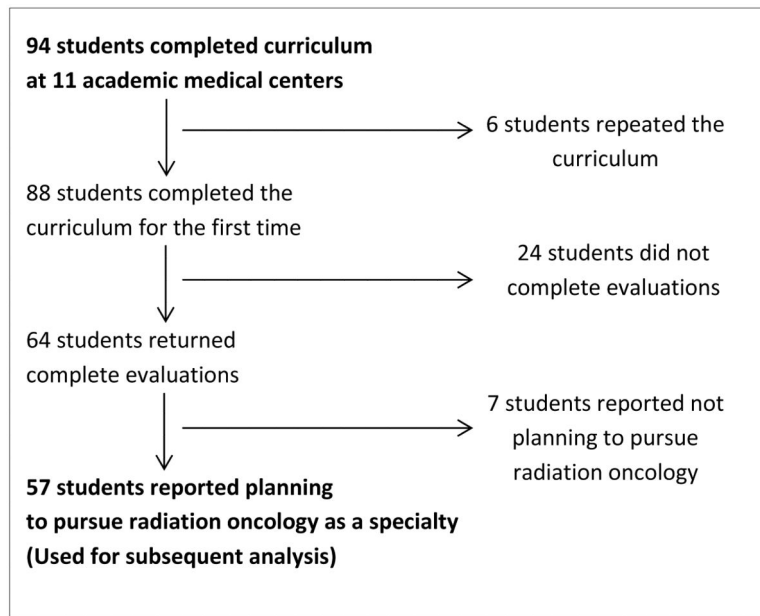 94 students completed curriculum
at 11 academic medical centers
6 students repeated the
curriculum
88 students completed the
curriculum for the first time
24 students did not
complete evaluations
64 students returned
complete evaluations
7 students reported not
planning to pursue
radiation oncology
57 students reported planning
to pursue radiation oncology as a specialty
(Used for subsequent analysis)